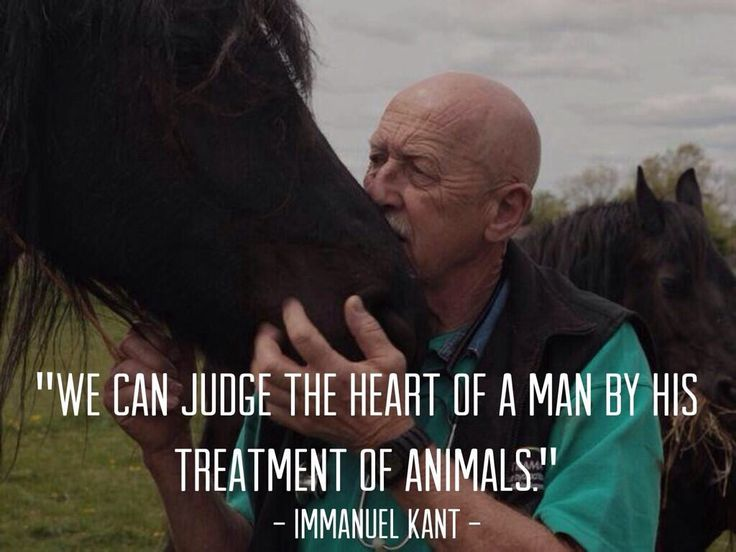 "WE CAN JUDGE THE HEART OF A MAN BY HIS
TREATMENT OF ANIMALS."
- IMMANUEL KANT -